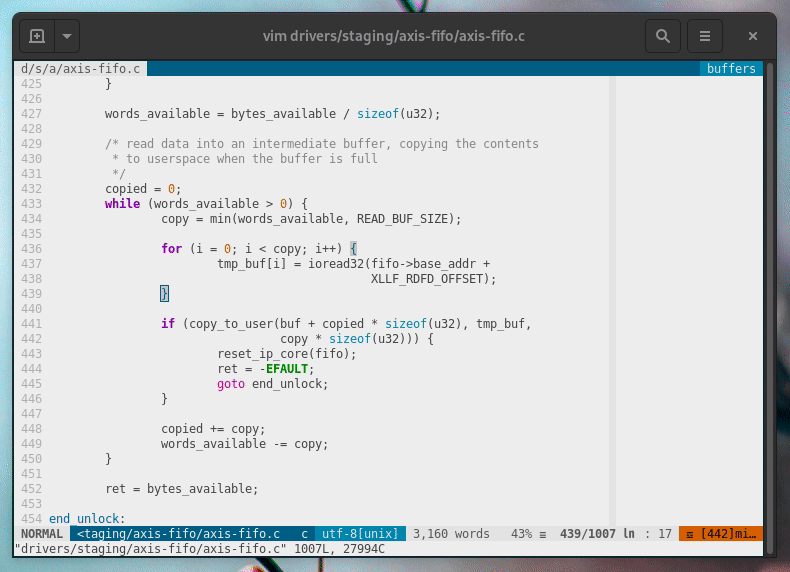 vim drivers/staging/axis-fifo/axis-fifo.c
d/s/a/axis-fifo.c buffers
425 }
426
427 words_available = bytes_available / sizeof(u32);
428
429 /* read data into an intermediate buffer, copying the contents
430 * to userspace when the buffer is full
431 */
432 copied = 0;
433 while (words_available > 0) {
434 copy = min(words_available, READ_BUF_SIZE);
435
436 for (i = 0; i < copy; i++) {
437 tmp_buf[i] = ioread32(fifo->base_addr +
438 XLLF_RDFD_OFFSET);
439 }
440
441 if (copy_to_user(buf + copied * sizeof(u32), tmp_buf,
442 copy * sizeof(u32))) {
443 reset_ip_core(fifo);
444 ret = -EFAULT;
445 goto end_unlock;
446 }
447
448 copied += copy;
449 words_available -= copy;
450 }
451
452 ret = bytes_available;
453
454 end_unlock:
NORMAL <taging/axis-fifo/axis-fifo.c c utf-8[unix] 3,160 words 43% ≡ 439/1007 ln : 17 [442]mi…
"drivers/staging/axis-fifo/axis-fifo.c" 1007L, 27994C